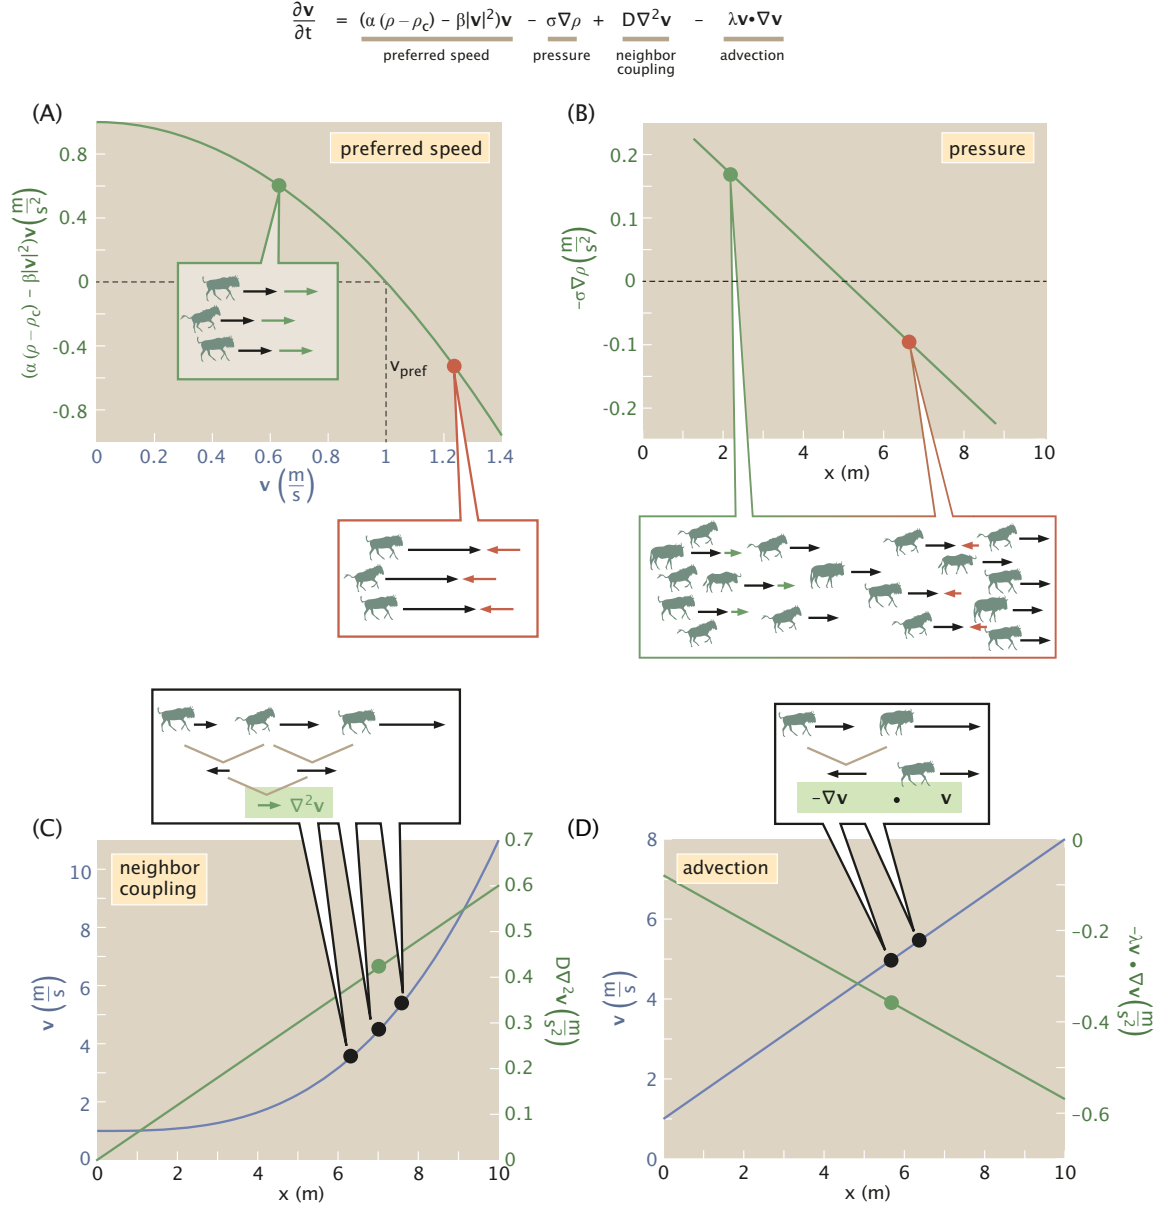 ∂v/∂t = (α (ρ – ρc) – β|v|²)v – σ∇ρ + D∇²v – λv•∇v
preferred speed pressure neighbor coupling advection
(A)
preferred speed
(α (ρ – ρc) – β|v|²)v (m/s²)
0.8
0.4
0
-0.4
-0.8
vpref
0 0.2 0.4 0.6 0.8 1 1.2 1.4
v (m/s)
(B)
pressure
–σ∇ρ (m/s²)
0.2
0.1
0
-0.1
-0.2
0 2 4 6 8 10
x (m)
∇²v
(C)
neighbor
coupling
v (m/s)
10
8
6
4
2
0
0.7
0.6
0.5
0.4
0.3
0.2
0.1
0
D∇²v (m/s²)
0 2 4 6 8 10
x (m)
–∇v • v
(D)
advection
v (m/s)
8
6
4
2
0
0
–0.2
–0.4
–0.6
–λv • ∇v (m/s²)
0 2 4 6 8 10
x (m)